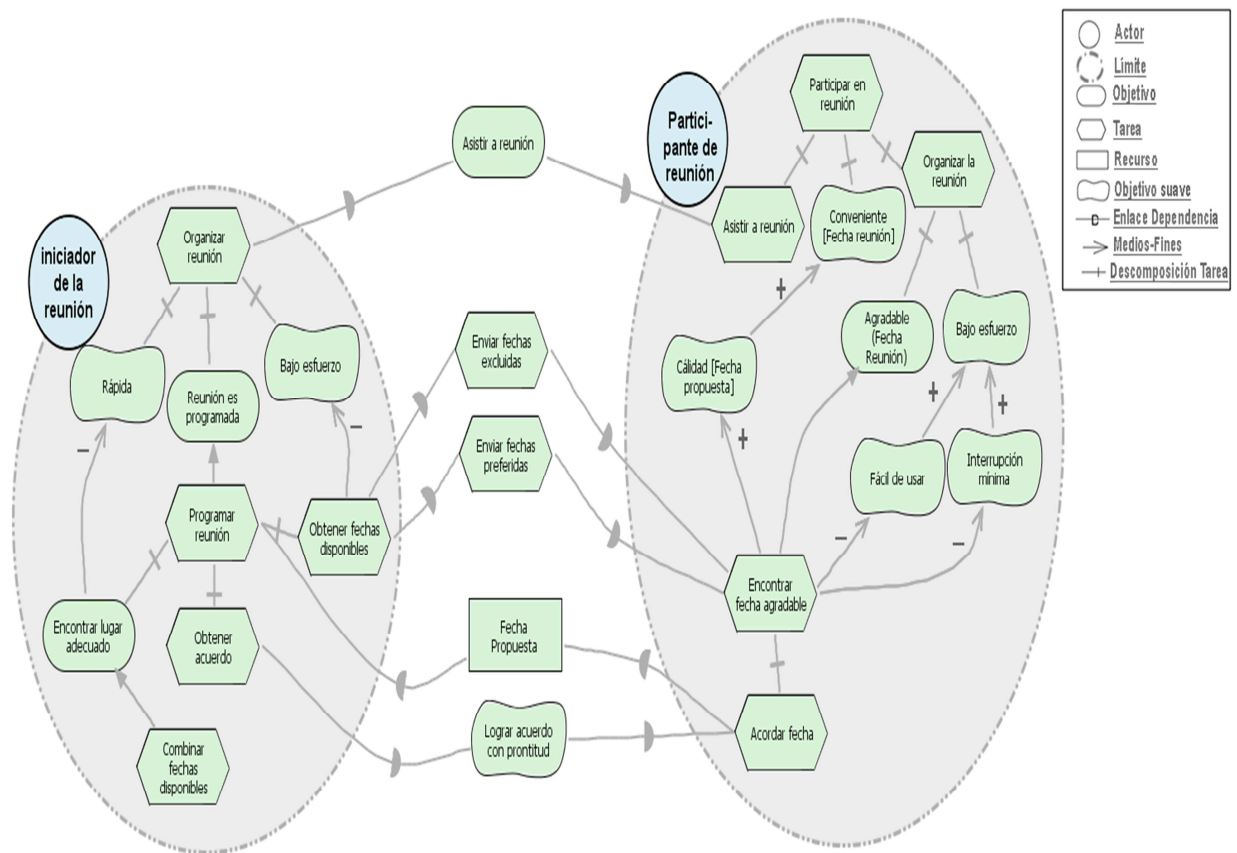 Actor
Límite
Objetivo
Tarea
Recurso
Objetivo suave
Enlace Dependencia
Medios-Fines
Descomposición Tarea
iniciador
de la
reunión
Organizar
reunión
Rápida
Reunión es
programada
Bajo esfuerzo
Programar
reunión
Obtener fechas
disponibles
Encontrar lugar
adecuado
Obtener
acuerdo
Combinar
fechas
disponibles
Asistir a reunión
Enviar fechas
excluidas
Enviar fechas
preferidas
Fecha
Propuesta
Lograr acuerdo
con prontitud
Partici-
pante de
reunión
Participar en
reunión
Asistir a reunión
Conveniente
[Fecha reunión]
Organizar la
reunión
Cálidad [Fecha
propuesta]
Agradable
(Fecha
Reunión)
Bajo esfuerzo
Fácil de usar
Interrupción
mínima
Encontrar
fecha agradable
Acordar fecha